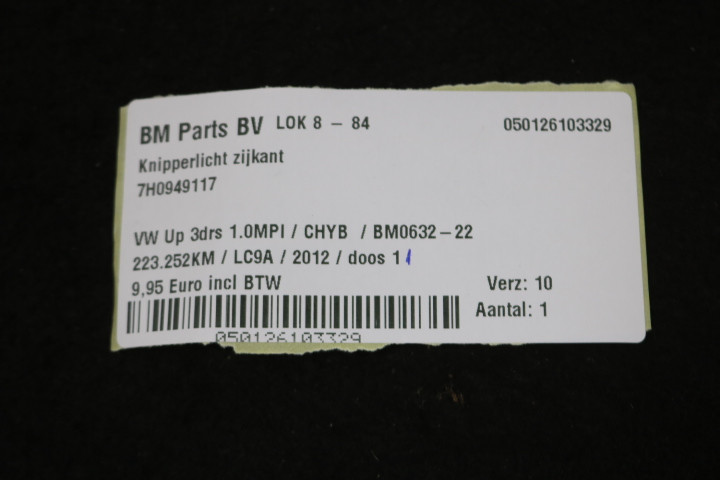 BM Parts BV LOK 8 - 84 050126103329
Knipperlicht zijkant
7H0949117
VW Up 3drs 1.0MPI / CHYB / BM0632-22
223.252KM / LC9A / 2012 / doos 11
9,95 Euro incl BTW Verz: 10
Aantal: 1
050126103329